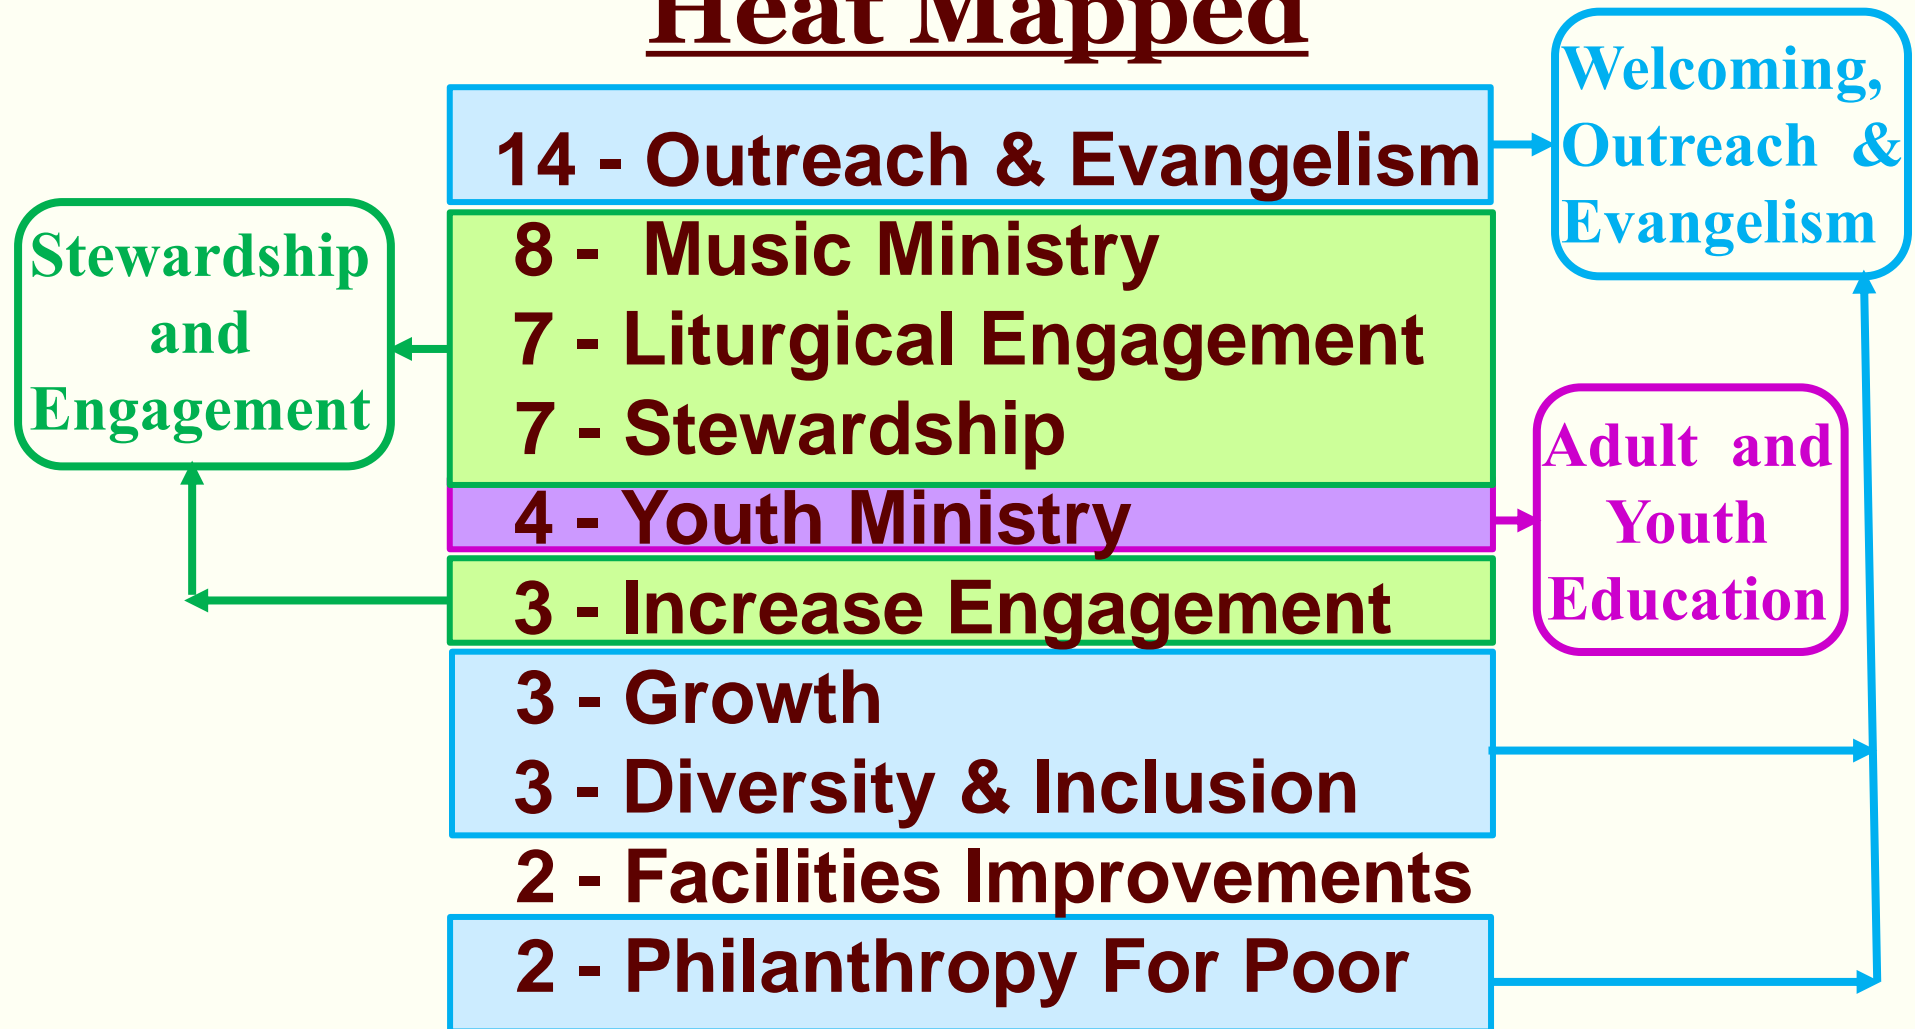 Heat Mapped
14 - Outreach & Evangelism
8 - Music Ministry
7 - Liturgical Engagement
7 - Stewardship
4 - Youth Ministry
3 - Increase Engagement
3 - Growth
3 - Diversity & Inclusion
2 - Facilities Improvements
2 - Philanthropy For Poor
Stewardship
and
Engagement
Welcoming,
Outreach &
Evangelism
Adult and
Youth
Education